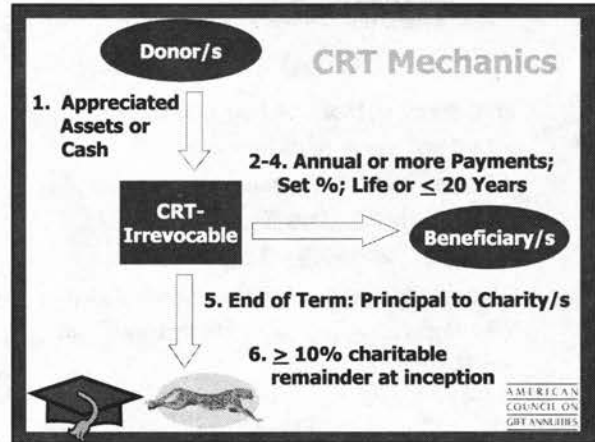 Donor/s
CRT Mechanics
1. Appreciated
Assets or
Cash
2-4. Annual or more Payments;
Set %; Life or ≤ 20 Years
CRT-
Irrevocable
Beneficiary/s
5. End of Term: Principal to Charity/s
6. ≥ 10% charitable
remainder at inception
AMERICAN
COUNCIL ON
GIFT ANNUITIES